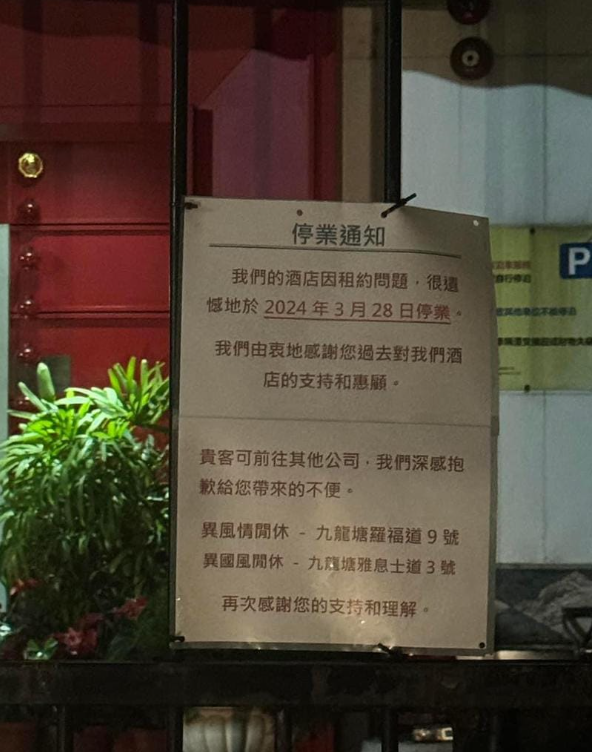 停業通知
我們的酒店因租約問題，很遺
憾地於 2024 年 3 月 28 日停業。
我們由衷地感謝您過去對我們酒
店的支持和惠顧。
貴客可前往其他公司，我們深感抱
歉給您帶來的不便。
異風情閒休 - 九龍塘羅福道 9 號
異國風閒休 - 九龍塘雅息士道 3 號
再次感謝您的支持和理解。
P